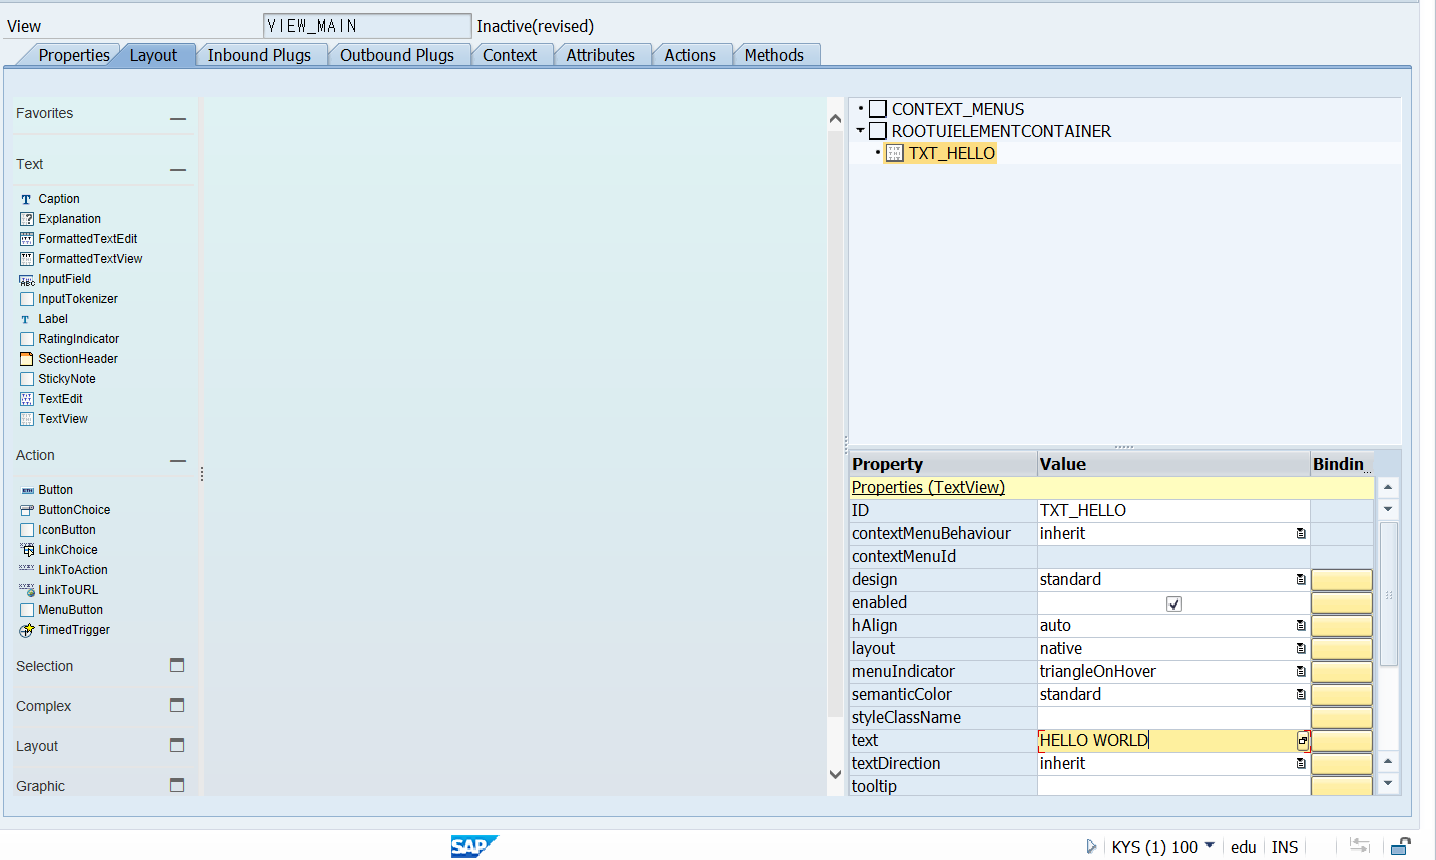 View VIEW_MAIN Inactive(revised)
Properties Layout Inbound Plugs Outbound Plugs Context Attributes Actions Methods
Favorites
Text
Caption
Explanation
FormattedTextEdit
FormattedTextView
InputField
InputTokenizer
Label
RatingIndicator
SectionHeader
StickyNote
TextEdit
TextView
Action
Button
ButtonChoice
IconButton
LinkChoice
LinkToAction
LinkToURL
MenuButton
TimedTrigger
Selection
Complex
Layout
Graphic
CONTEXT_MENUS
ROOTUIELEMENTCONTAINER
TXT_HELLO
Property Value Bindin...
Properties (TextView)
ID TXT_HELLO
contextMenuBehaviour inherit
contextMenuId
design standard
enabled
hAlign auto
layout native
menuIndicator triangleOnHover
semanticColor standard
styleClassName
text HELLO WORLD
textDirection inherit
tooltip
SAP KYS (1) 100 edu INS